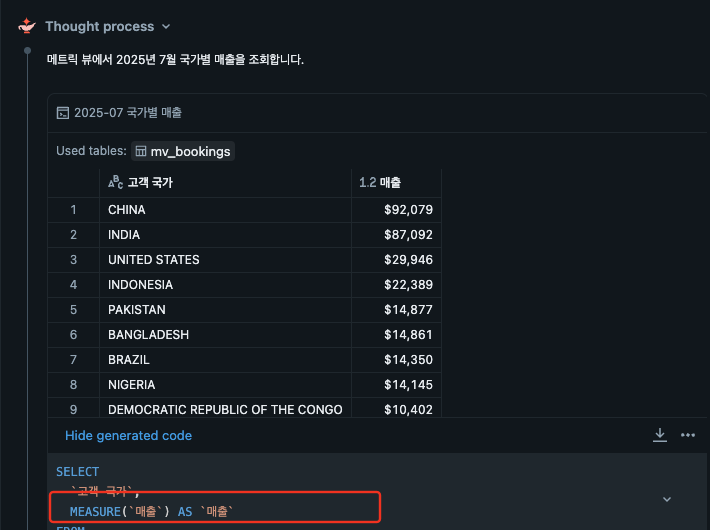 Thought process
메트릭 뷰에서 2025년 7월 국가별 매출을 조회합니다.
2025-07 국가별 매출
Used tables: mv_bookings
ABC 고객 국가 1.2 매출
1 CHINA $92,079
2 INDIA $87,092
3 UNITED STATES $29,946
4 INDONESIA $22,389
5 PAKISTAN $14,877
6 BANGLADESH $14,861
7 BRAZIL $14,350
8 NIGERIA $14,145
9 DEMOCRATIC REPUBLIC OF THE CONGO $10,402
Hide generated code
SELECT
`고객 국가`,
MEASURE(`매출`) AS `매출`
FROM